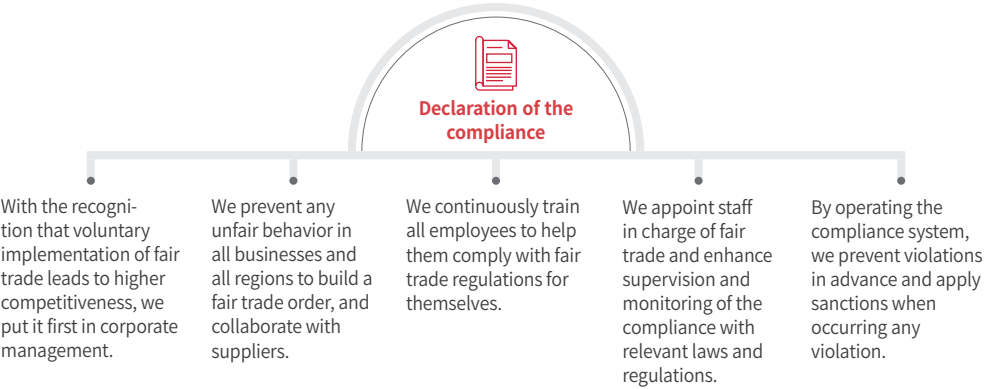 Declaration of the
compliance
With the recogni-
tion that voluntary
implementation of fair
trade leads to higher
competitiveness, we
put it first in corporate
management.
We prevent any
unfair behavior in
all businesses and
all regions to build a
fair trade order, and
collaborate with
suppliers.
We continuously train
all employees to help
them comply with fair
trade regulations for
themselves.
We appoint staff
in charge of fair
trade and enhance
supervision and
monitoring of the
compliance with
relevant laws and
regulations.
By operating the
compliance system,
we prevent violations
in advance and apply
sanctions when
occurring any
violation.